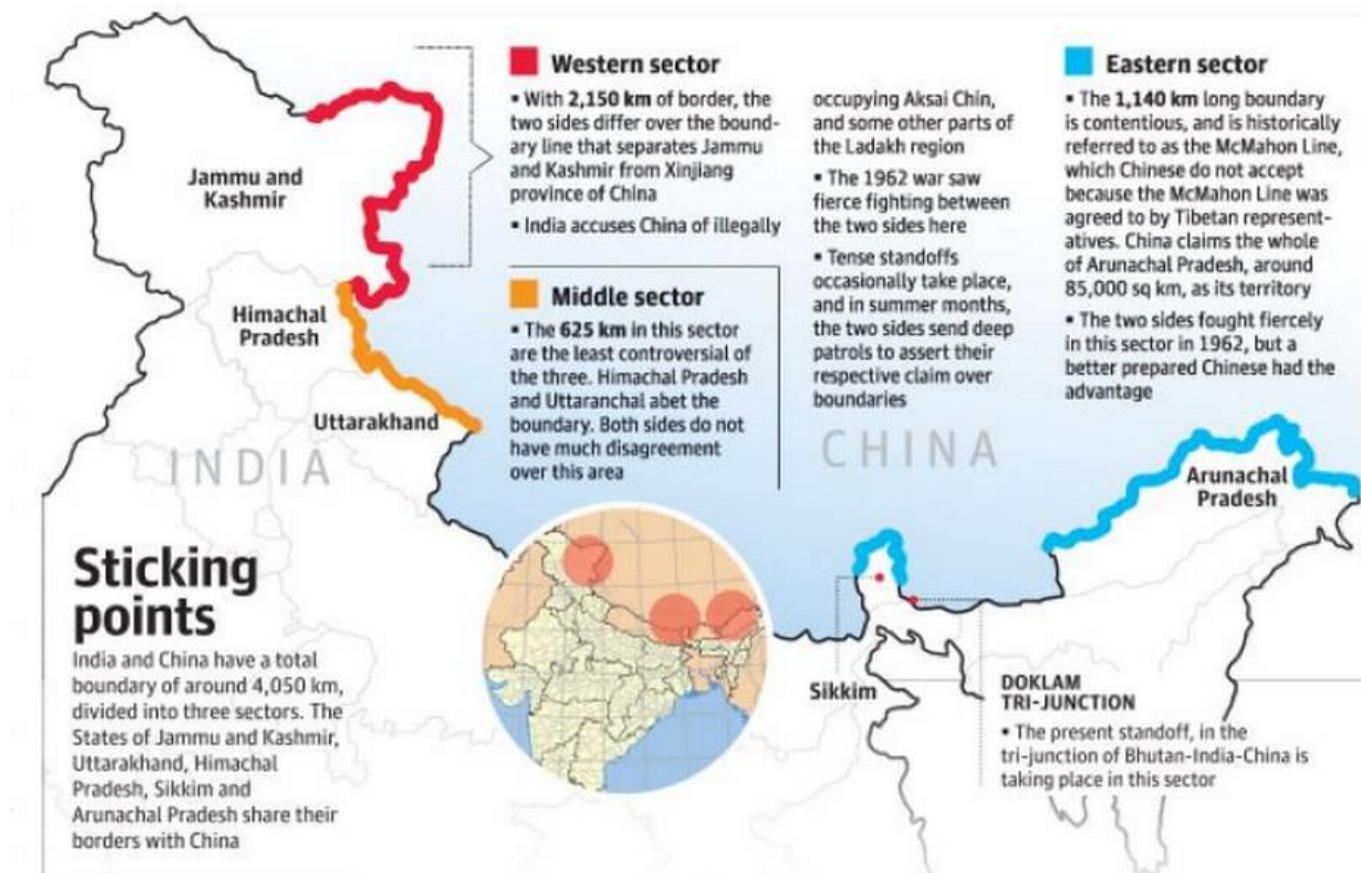 Western sector
▪ With 2,150 km of border, the
two sides differ over the bound-
ary line that separates Jammu
and Kashmir from Xinjiang
province of China
▪ India accuses China of illegally
occupying Aksai Chin,
and some other parts of
the Ladakh region
▪ The 1962 war saw
fierce fighting between
the two sides here
▪ Tense standoffs
occasionally take place,
and in summer months,
the two sides send deep
patrols to assert their
respective claim over
boundaries
Eastern sector
▪ The 1,140 km long boundary
is contentious, and is historically
referred to as the McMahon Line,
which Chinese do not accept
because the McMahon Line was
agreed to by Tibetan represent-
atives. China claims the whole
of Arunachal Pradesh, around
85,000 sq km, as its territory
▪ The two sides fought fiercely
in this sector in 1962, but a
better prepared Chinese had the
advantage
Middle sector
▪ The 625 km in this sector
are the least controversial of
the three. Himachal Pradesh
and Uttaranchal abet the
boundary. Both sides do not
have much disagreement
over this area
Jammu and
Kashmir
Himachal
Pradesh
Uttarakhand
INDIA
CHINA
Arunachal
Pradesh
Sticking
points
India and China have a total
boundary of around 4,050 km,
divided into three sectors. The
States of Jammu and Kashmir,
Uttarakhand, Himachal
Pradesh, Sikkim and
Arunachal Pradesh share their
borders with China
Sikkim
DOKLAM
TRI-JUNCTION
▪ The present standoff, in the
tri-junction of Bhutan-India-China is
taking place in this sector